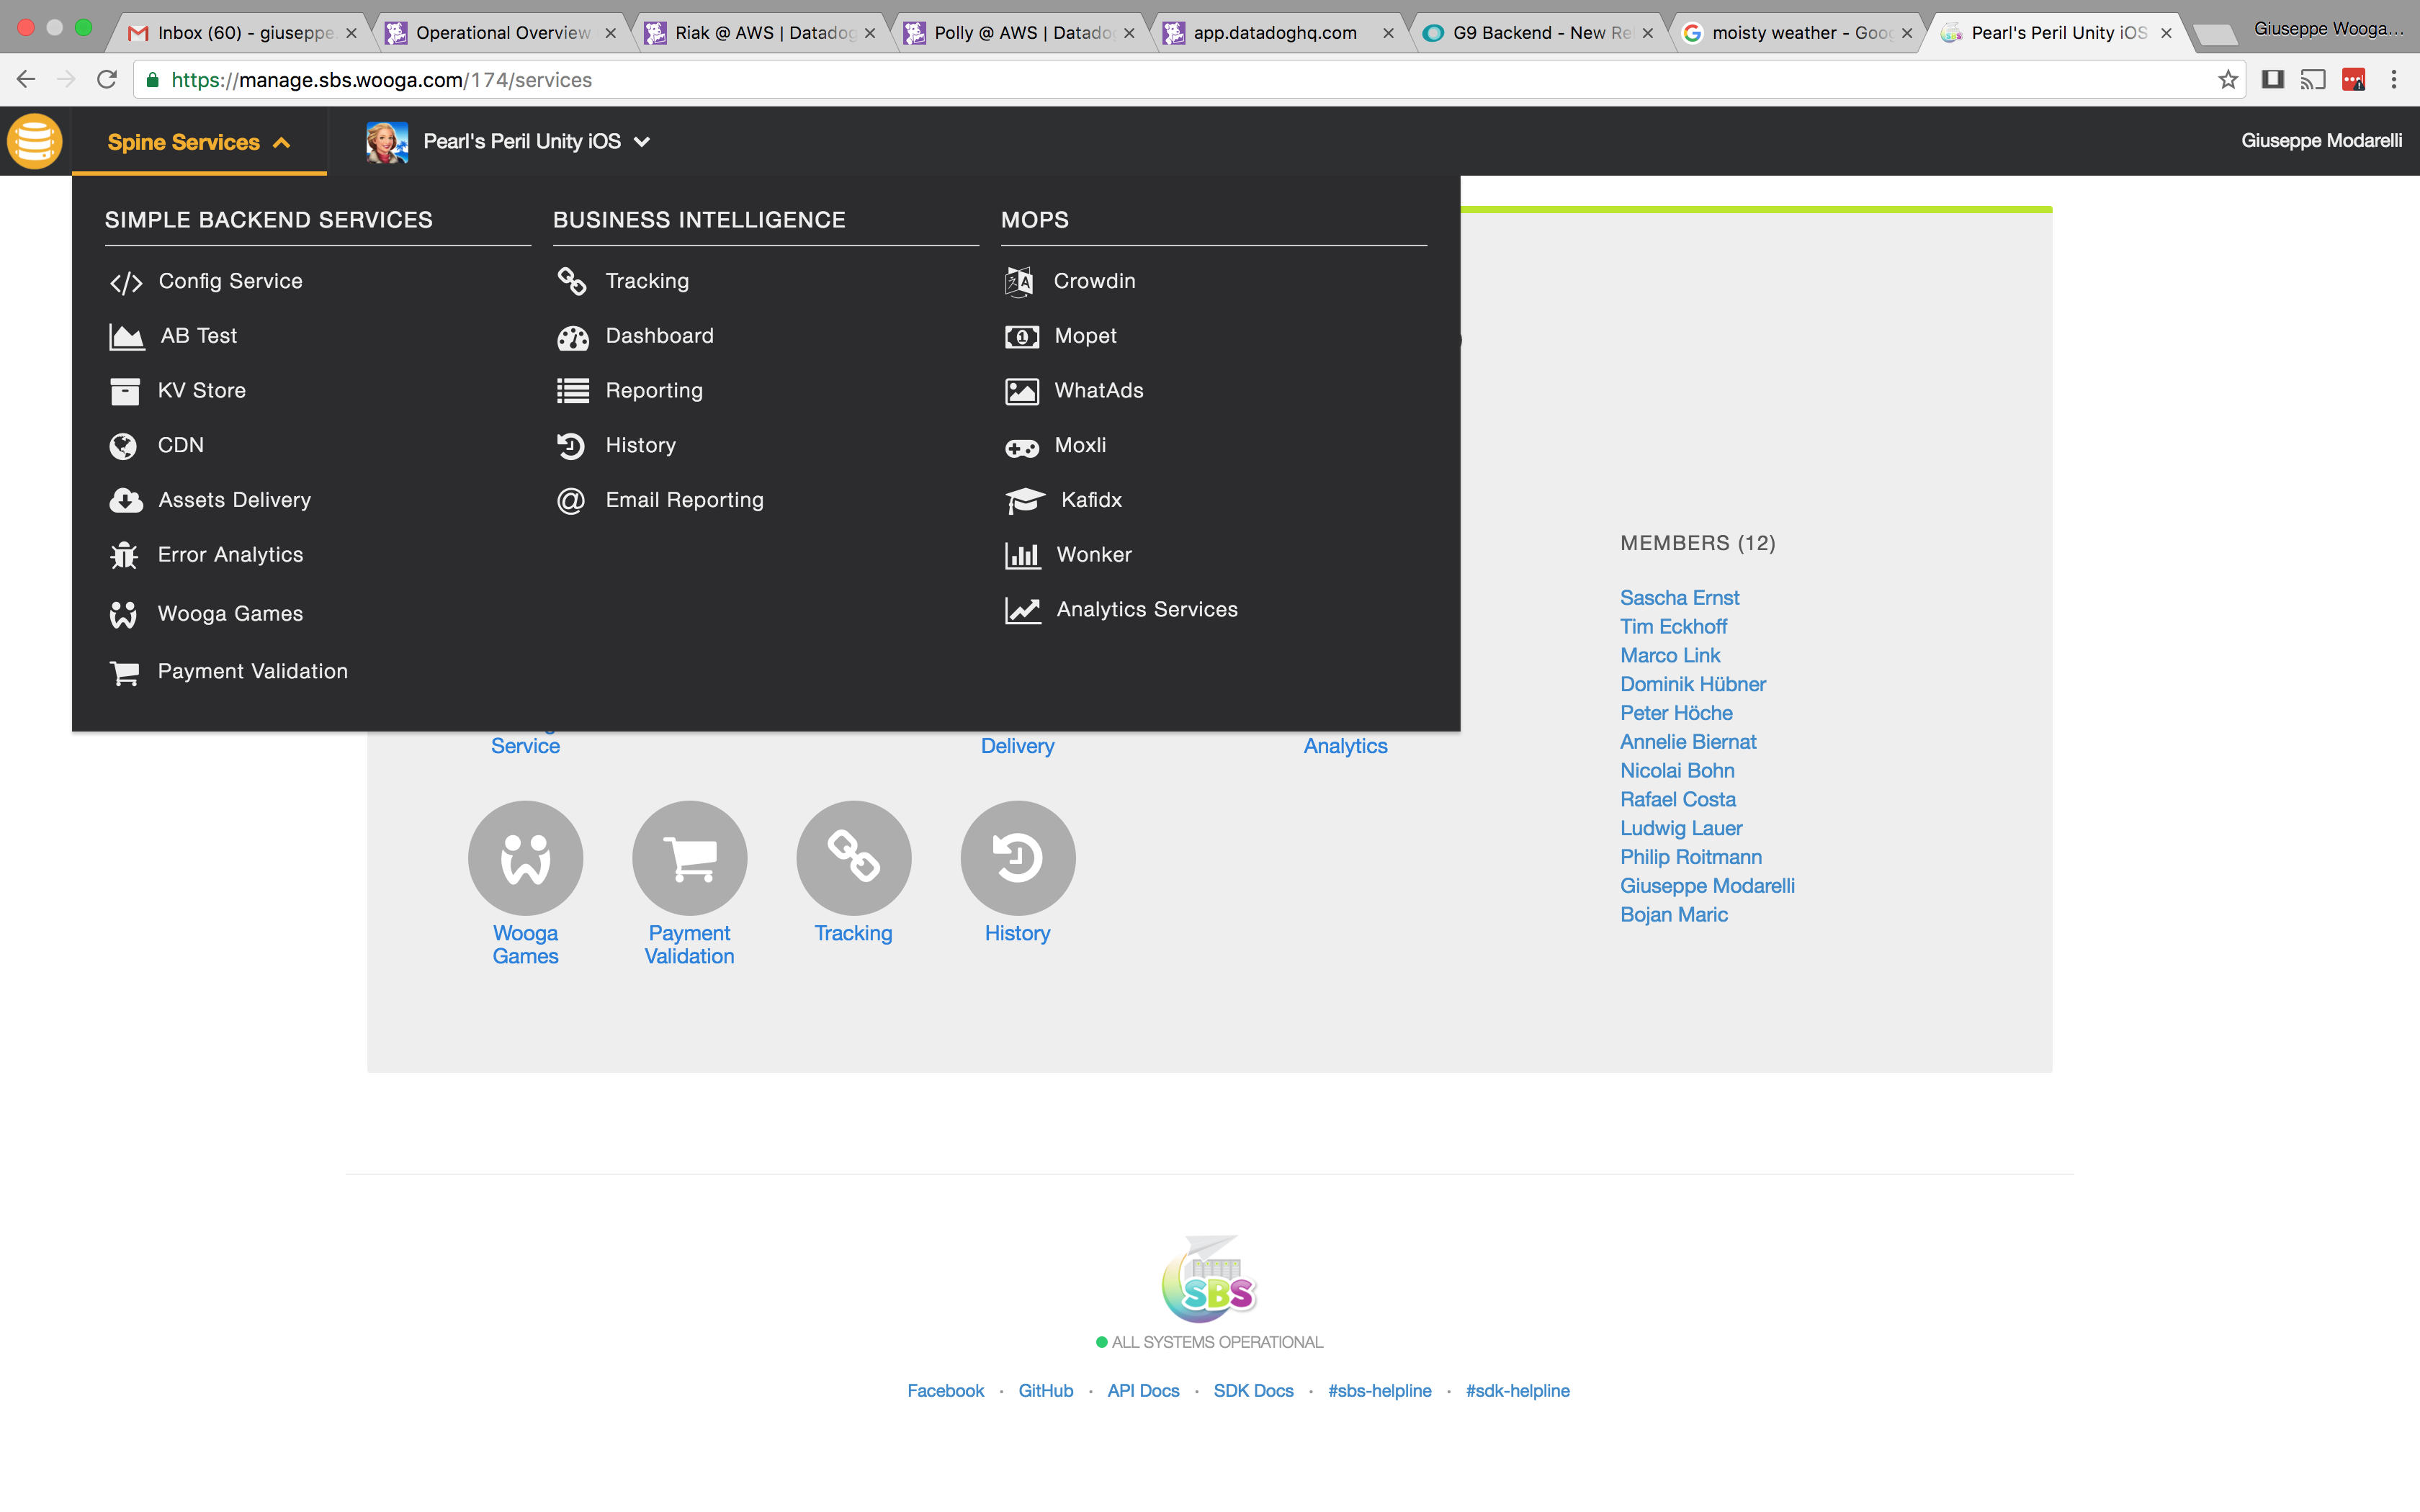 Inbox (60) - giuseppe.
Operational Overview
Riak @ AWS | Datadog
Polly @ AWS | Datadog
app.datadoghq.com
G9 Backend - New Re
moisty weather - Goog
Pearl's Peril Unity iOS
Giuseppe Wooga...
https://manage.sbs.wooga.com/174/services
Spine Services
Pearl's Peril Unity iOS
Giuseppe Modarelli
SIMPLE BACKEND SERVICES
Config Service
AB Test
KV Store
CDN
Assets Delivery
Error Analytics
Wooga Games
Payment Validation
BUSINESS INTELLIGENCE
Tracking
Dashboard
Reporting
History
Email Reporting
MOPS
Crowdin
Mopet
WhatAds
Moxli
Kafidx
Wonker
Analytics Services
Service
Delivery
Analytics
Wooga
Games
Payment
Validation
Tracking
History
MEMBERS (12)
Sascha Ernst
Tim Eckhoff
Marco Link
Dominik Hübner
Peter Höche
Annelie Biernat
Nicolai Bohn
Rafael Costa
Ludwig Lauer
Philip Roitmann
Giuseppe Modarelli
Bojan Maric
SBS
ALL SYSTEMS OPERATIONAL
Facebook · GitHub · API Docs · SDK Docs · #sbs-helpline · #sdk-helpline